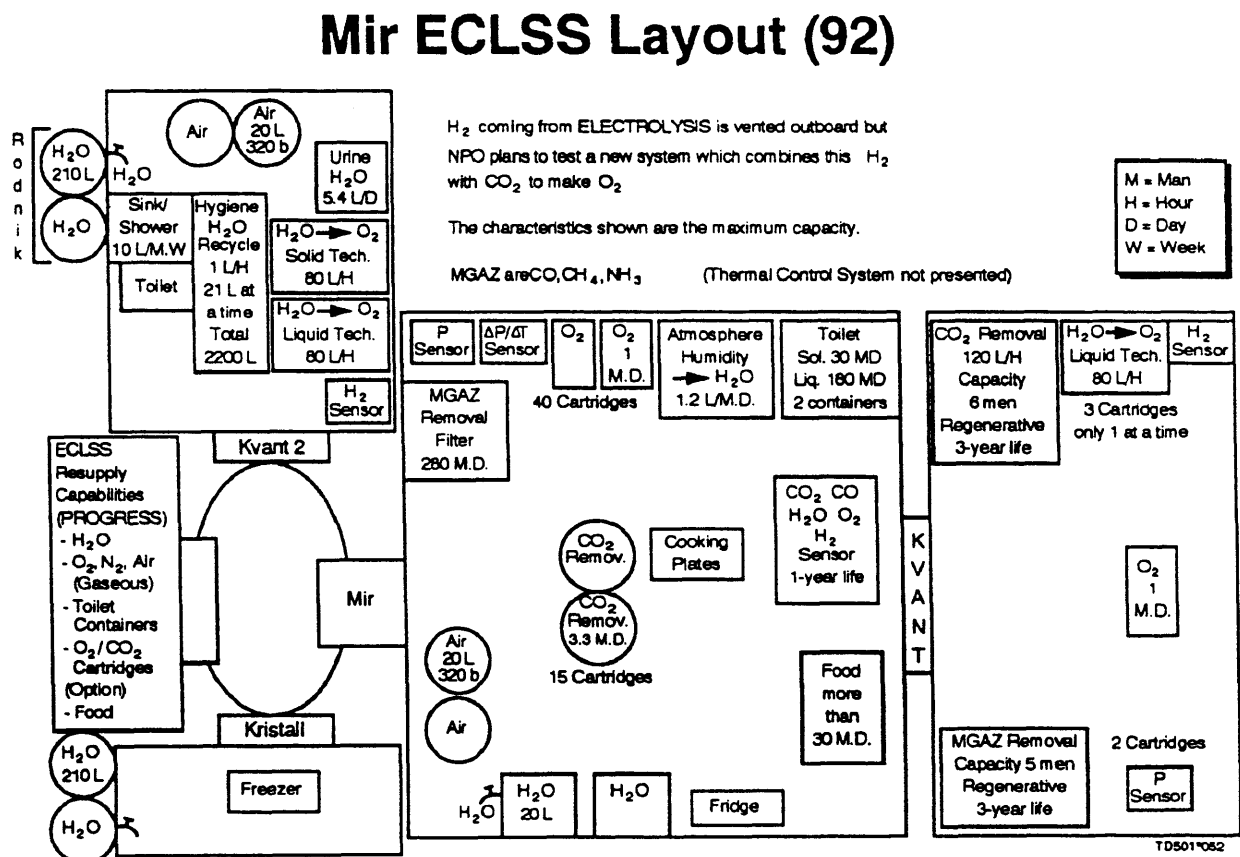 Mir ECLSS Layout (92)
Rodnik
H₂O
210 L
H₂O
H₂O
Air
Air
20 L
320 b
Urine
H₂O
5.4 L/D
Sink/
Shower
10 L/M.W
Toilet
Hygiene
H₂O
Recycle
1 L/H
21 L at
a time
Total
2200 L
H₂O → O₂
Solid Tech.
80 L/H
H₂O → O₂
Liquid Tech.
80 L/H
H₂
Sensor
Kvant 2
H₂ coming from ELECTROLYSIS is vented outboard but
NPO plans to test a new system which combines this H₂
with CO₂ to make O₂
The characteristics shown are the maximum capacity.
MGAZ areCO,CH₄,NH₃ (Thermal Control System not presented)
M = Man
H = Hour
D = Day
W = Week
ECLSS
Resupply
Capabilities
(PROGRESS)
- H₂O
- O₂, N₂, Air
(Gaseous)
- Toilet
Containers
- O₂/CO₂
Cartridges
(Option)
- Food
Mir
Kristall
H₂O
210 L
H₂O
Freezer
P
Sensor
ΔP/ΔT
Sensor
O₂
O₂
1
M.D.
40 Cartridges
Atmosphere
Humidity
→ H₂O
1.2 L/M.D.
Toilet
Sol. 30 MD
Liq. 180 MD
2 containers
MGAZ
Removal
Filter
280 M.D.
CO₂
Remov.
CO₂
Remov.
3.3 M.D.
15 Cartridges
Cooking
Plates
CO₂ CO
H₂O O₂
H₂
Sensor
1-year life
Air
20 L
320 b
Air
Food
more
than
30 M.D.
H₂O
H₂O
20 L
H₂O
Fridge
KVANT
CO₂ Removal
120 L/H
Capacity
6 men
Regenerative
3-year life
H₂O → O₂
Liquid Tech.
80 L/H
H₂
Sensor
3 Cartridges
only 1 at a time
O₂
1
M.D.
MGAZ Removal
Capacity 5 men
Regenerative
3-year life
2 Cartridges
P
Sensor
TD501*052